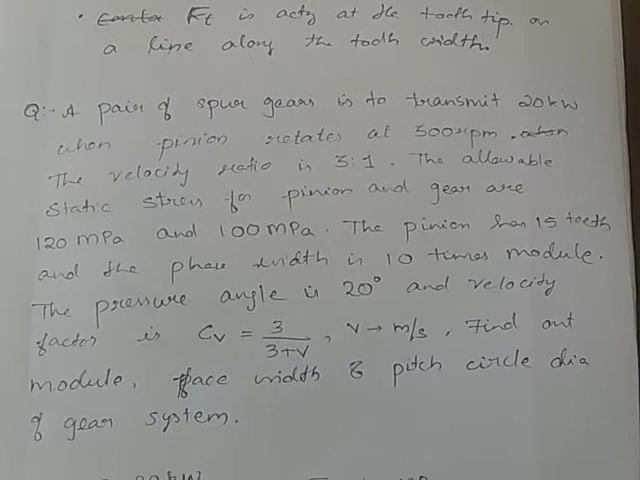 • Ft is acty at the tooth tip. on
a line along the tooth width.
Q:- A pair of spur gears is to transmit 20kw
when pinion rotates at 300rpm.
The velocity ratio is 3:1. The allowable
static stress for pinion and gear are
120 MPa and 100 MPa. The pinion has 15 teeth
and the phase width is 10 times module.
The pressure angle is 20° and velocity
factor is Cv = 3/3+v, v → m/s, Find out
module, face width & pitch circle dia
of gear system.